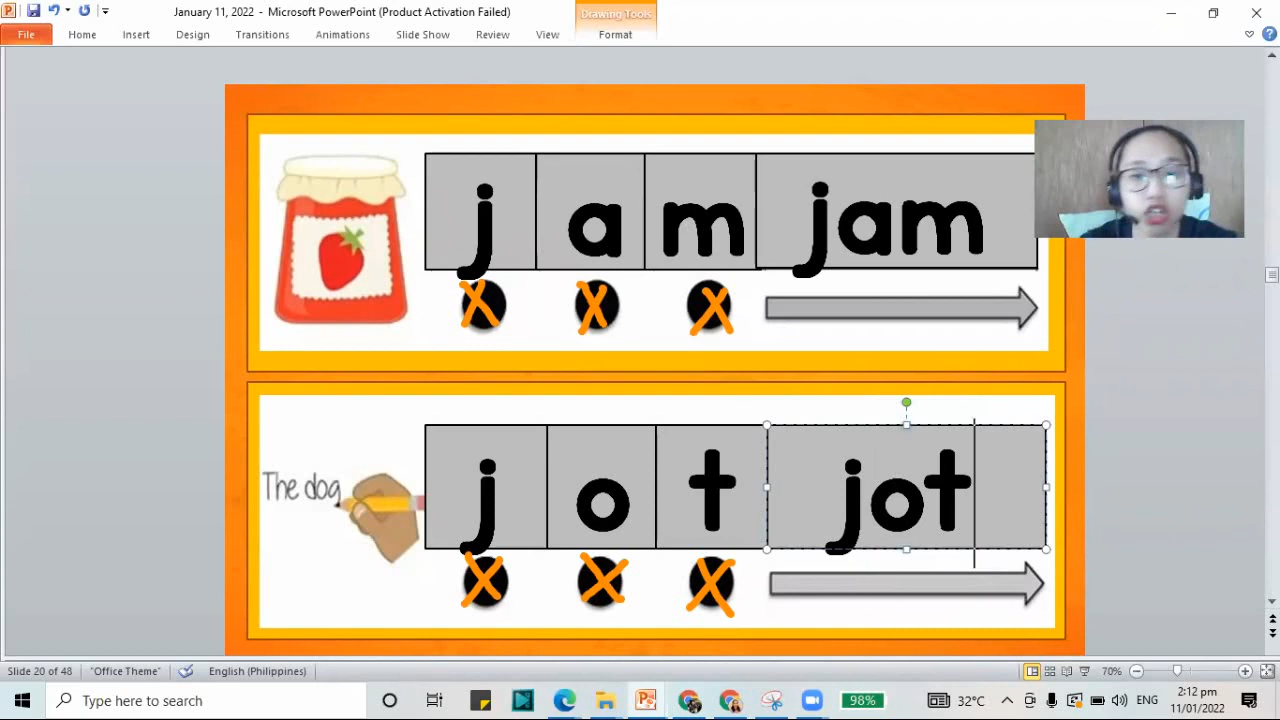 January 11, 2022 - Microsoft PowerPoint (Product Activation Failed)
Drawing Tools
File Home Insert Design Transitions Animations Slide Show Review View Format
j a m jam
The dog
j o t jot
Slide 20 of 48 "Office Theme" English (Philippines) 70%
Type here to search
98% 32°C ENG 2:12 pm
11/01/2022